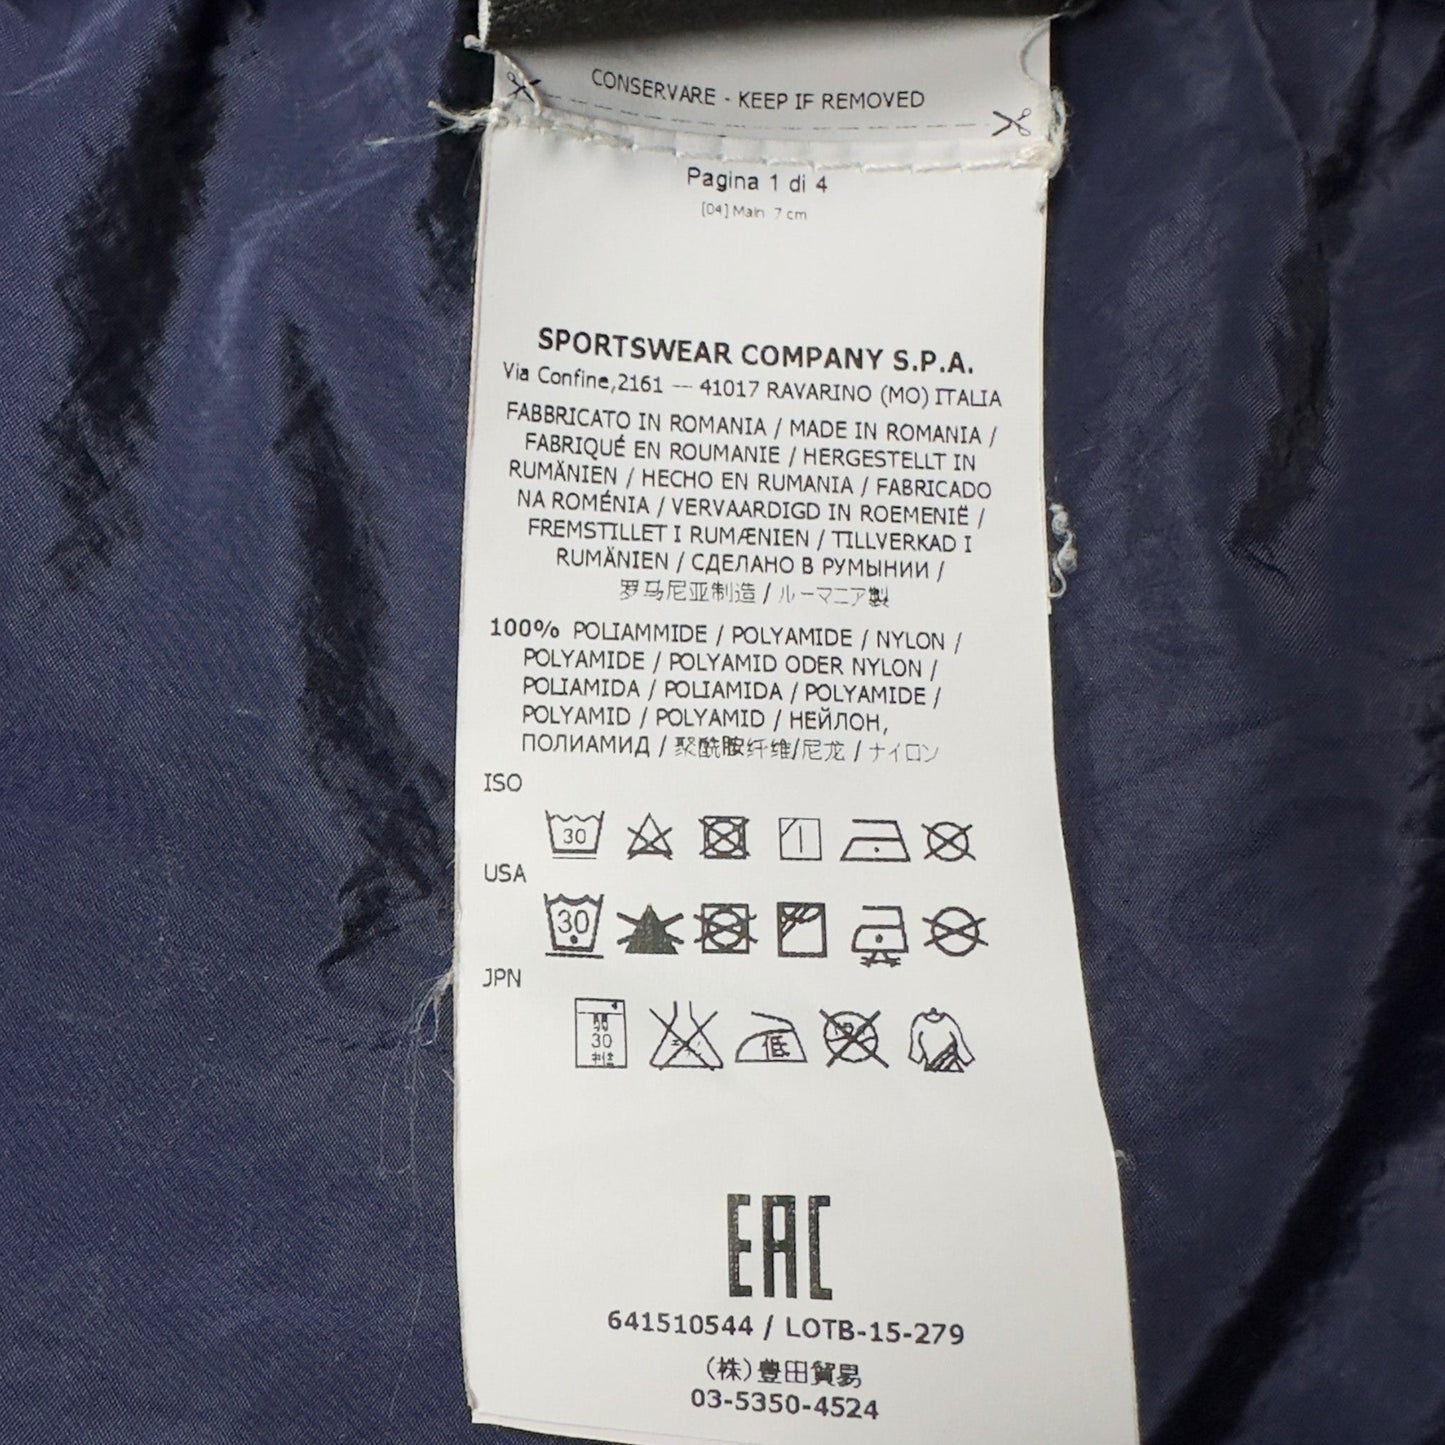 CONSERVARE - KEEP IF REMOVED
Pagina 1 di 4
[04] Main 7 cm
SPORTSWEAR COMPANY S.P.A.
Via Confine,2161 -- 41017 RAVARINO (MO) ITALIA
FABBRICATO IN ROMANIA / MADE IN ROMANIA /
FABRIQUÉ EN ROUMANIE / HERGESTELLT IN
RUMÄNIEN / HECHO EN RUMANIA / FABRICADO
NA ROMÉNIA / VERVAARDIGD IN ROEMENIË /
FREMSTILLET I RUMÆNIEN / TILLVERKAD I
RUMÄNIEN / СДЕЛАНО В РУМЫНИИ /
罗马尼亚制造 / ルーマニア製
100% POLIAMMIDE / POLYAMIDE / NYLON /
POLYAMIDE / POLYAMID ODER NYLON /
POLIAMIDA / POLIAMIDA / POLYAMIDE /
POLYAMID / POLYAMID / НЕЙЛОН,
ПОЛИАМИД / 聚酰胺纤维/尼龙 / ナイロン
ISO
30
USA
30
JPN
30
低
EAC
641510544 / LOTB-15-279
(株)豊田貿易
03-5350-4524